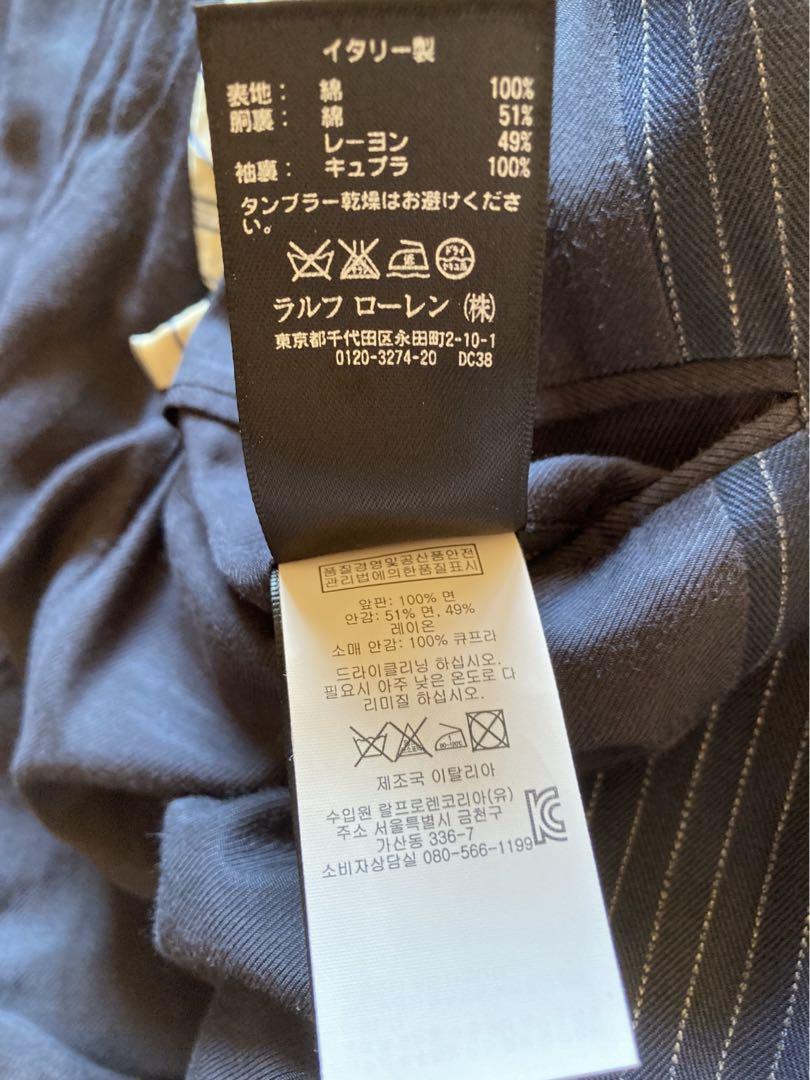 イタリー製
表地： 綿 100%
胴裏： 綿 51%
レーヨン 49%
袖裏： キュプラ 100%
タンブラー乾燥はお避けくださ
い。
低 ドライ
ラルフ ローレン (株)
東京都千代田区永田町2-10-1
0120-3274-20 DC38
품질경영및공산품안전
관리법에의한품질표시
앞판: 100% 면
안감: 51% 면, 49%
레이온
소매 안감: 100% 큐프라
드라이클리닝 하십시오.
필요시 아주 낮은 온도로 다
리미질 하십시오.
제조국 이탈리아
수입원 랄프로렌코리아(유)
주소 서울특별시 금천구
가산동 336-7
소비자상담실 080-566-1199